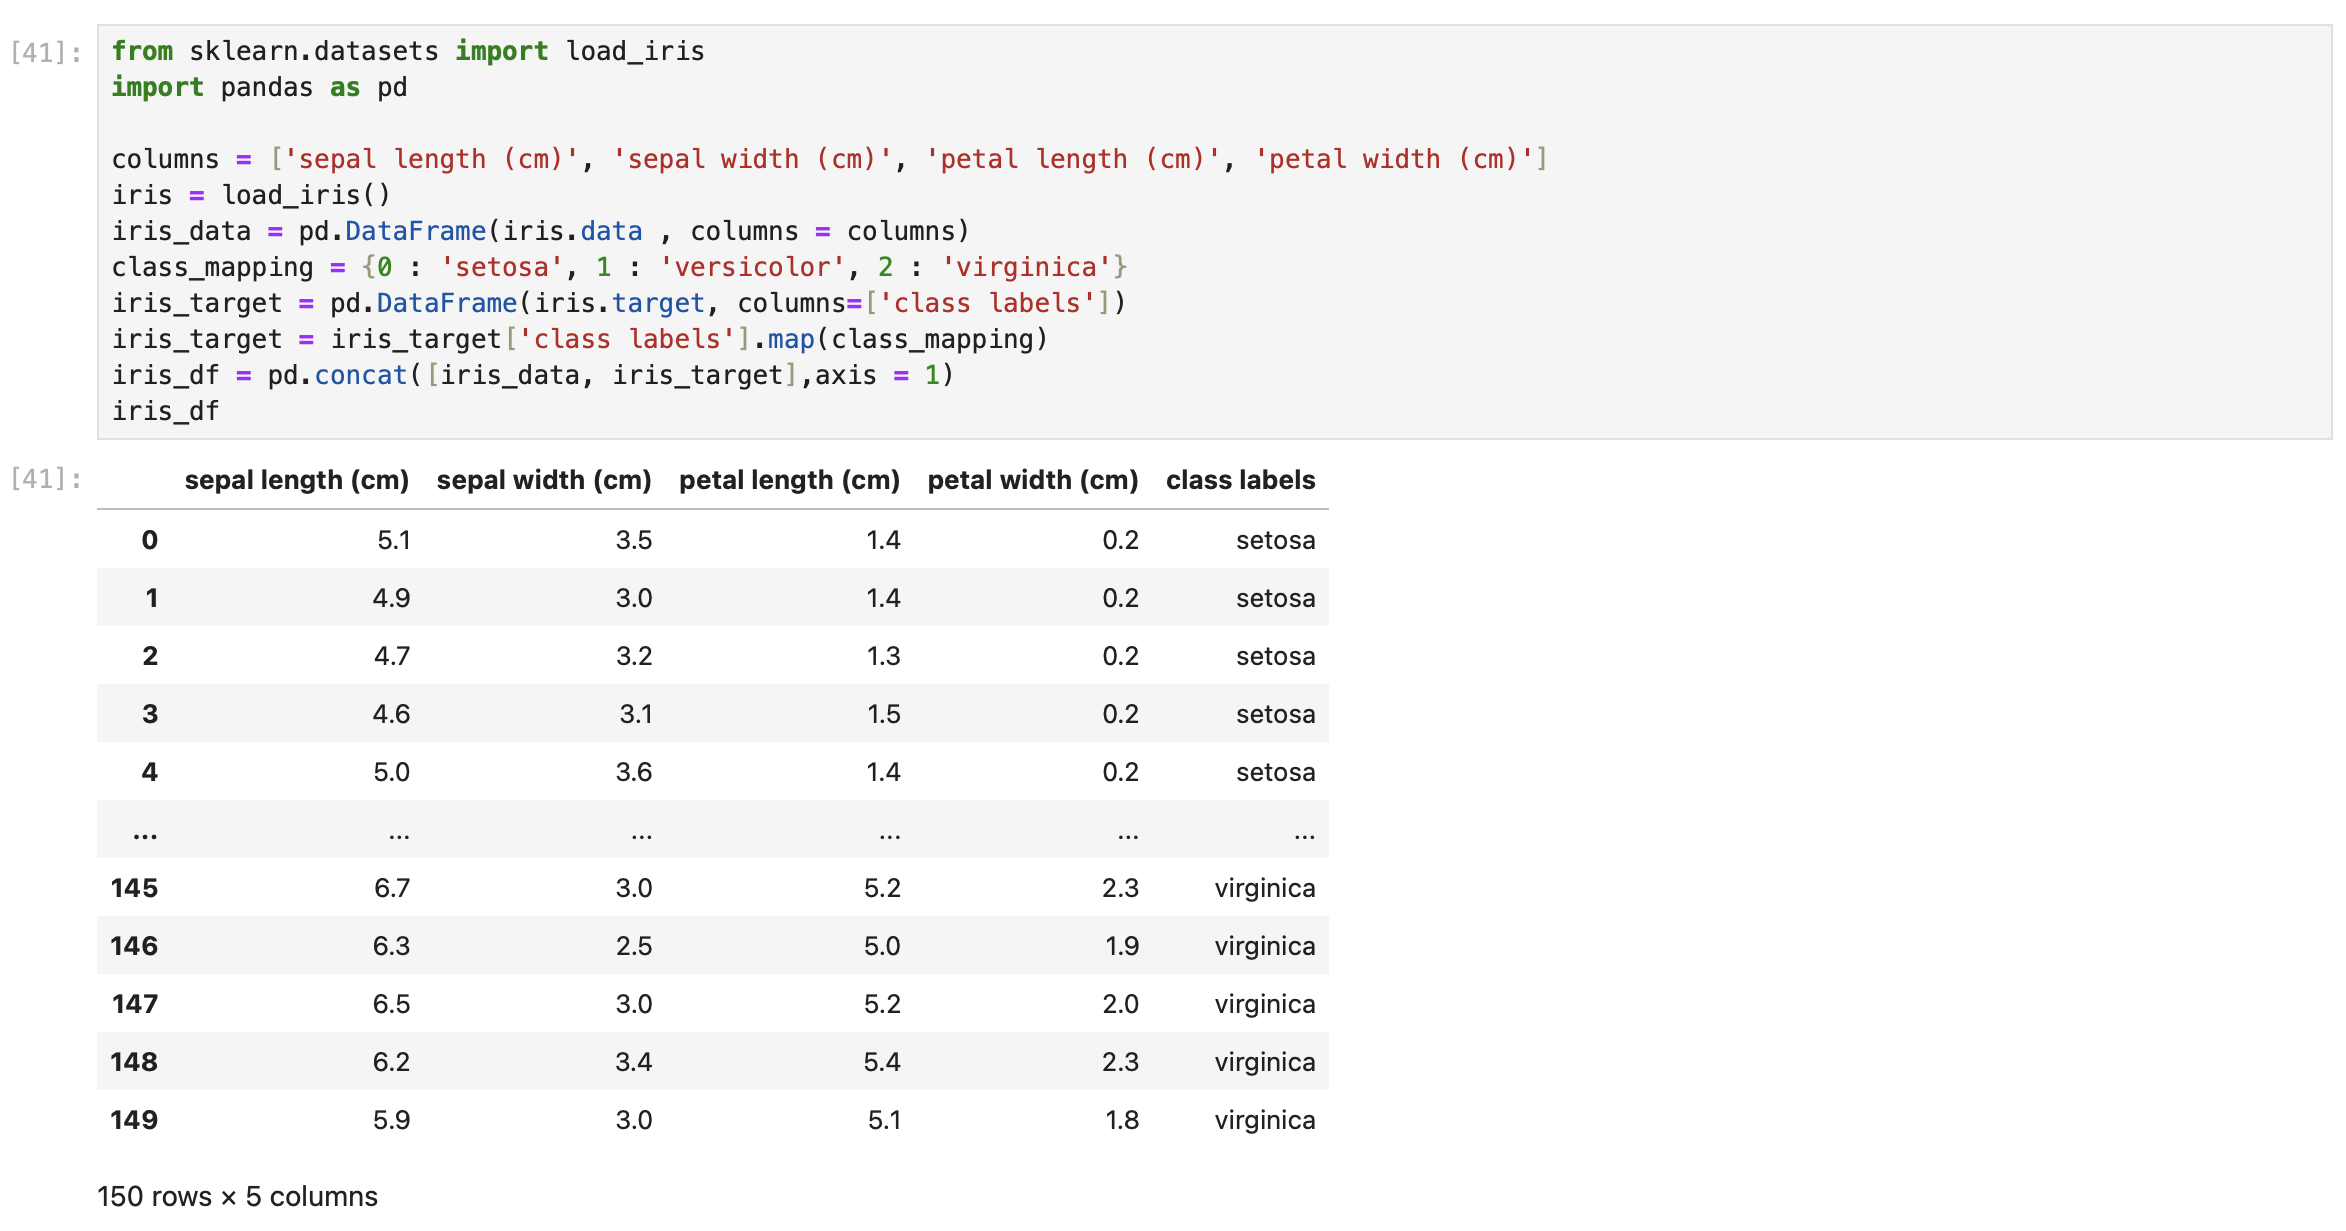 [41]: from sklearn.datasets import load_iris
import pandas as pd
columns = ['sepal length (cm)', 'sepal width (cm)', 'petal length (cm)', 'petal width (cm)']
iris = load_iris()
iris_data = pd.DataFrame(iris.data , columns = columns)
class_mapping = {0 : 'setosa', 1 : 'versicolor', 2 : 'virginica'}
iris_target = pd.DataFrame(iris.target, columns=['class labels'])
iris_target = iris_target['class labels'].map(class_mapping)
iris_df = pd.concat([iris_data, iris_target],axis = 1)
iris_df
[41]: sepal length (cm) sepal width (cm) petal length (cm) petal width (cm) class labels
0 5.1 3.5 1.4 0.2 setosa
1 4.9 3.0 1.4 0.2 setosa
2 4.7 3.2 1.3 0.2 setosa
3 4.6 3.1 1.5 0.2 setosa
4 5.0 3.6 1.4 0.2 setosa
... ... ... ... ... ...
145 6.7 3.0 5.2 2.3 virginica
146 6.3 2.5 5.0 1.9 virginica
147 6.5 3.0 5.2 2.0 virginica
148 6.2 3.4 5.4 2.3 virginica
149 5.9 3.0 5.1 1.8 virginica
150 rows × 5 columns